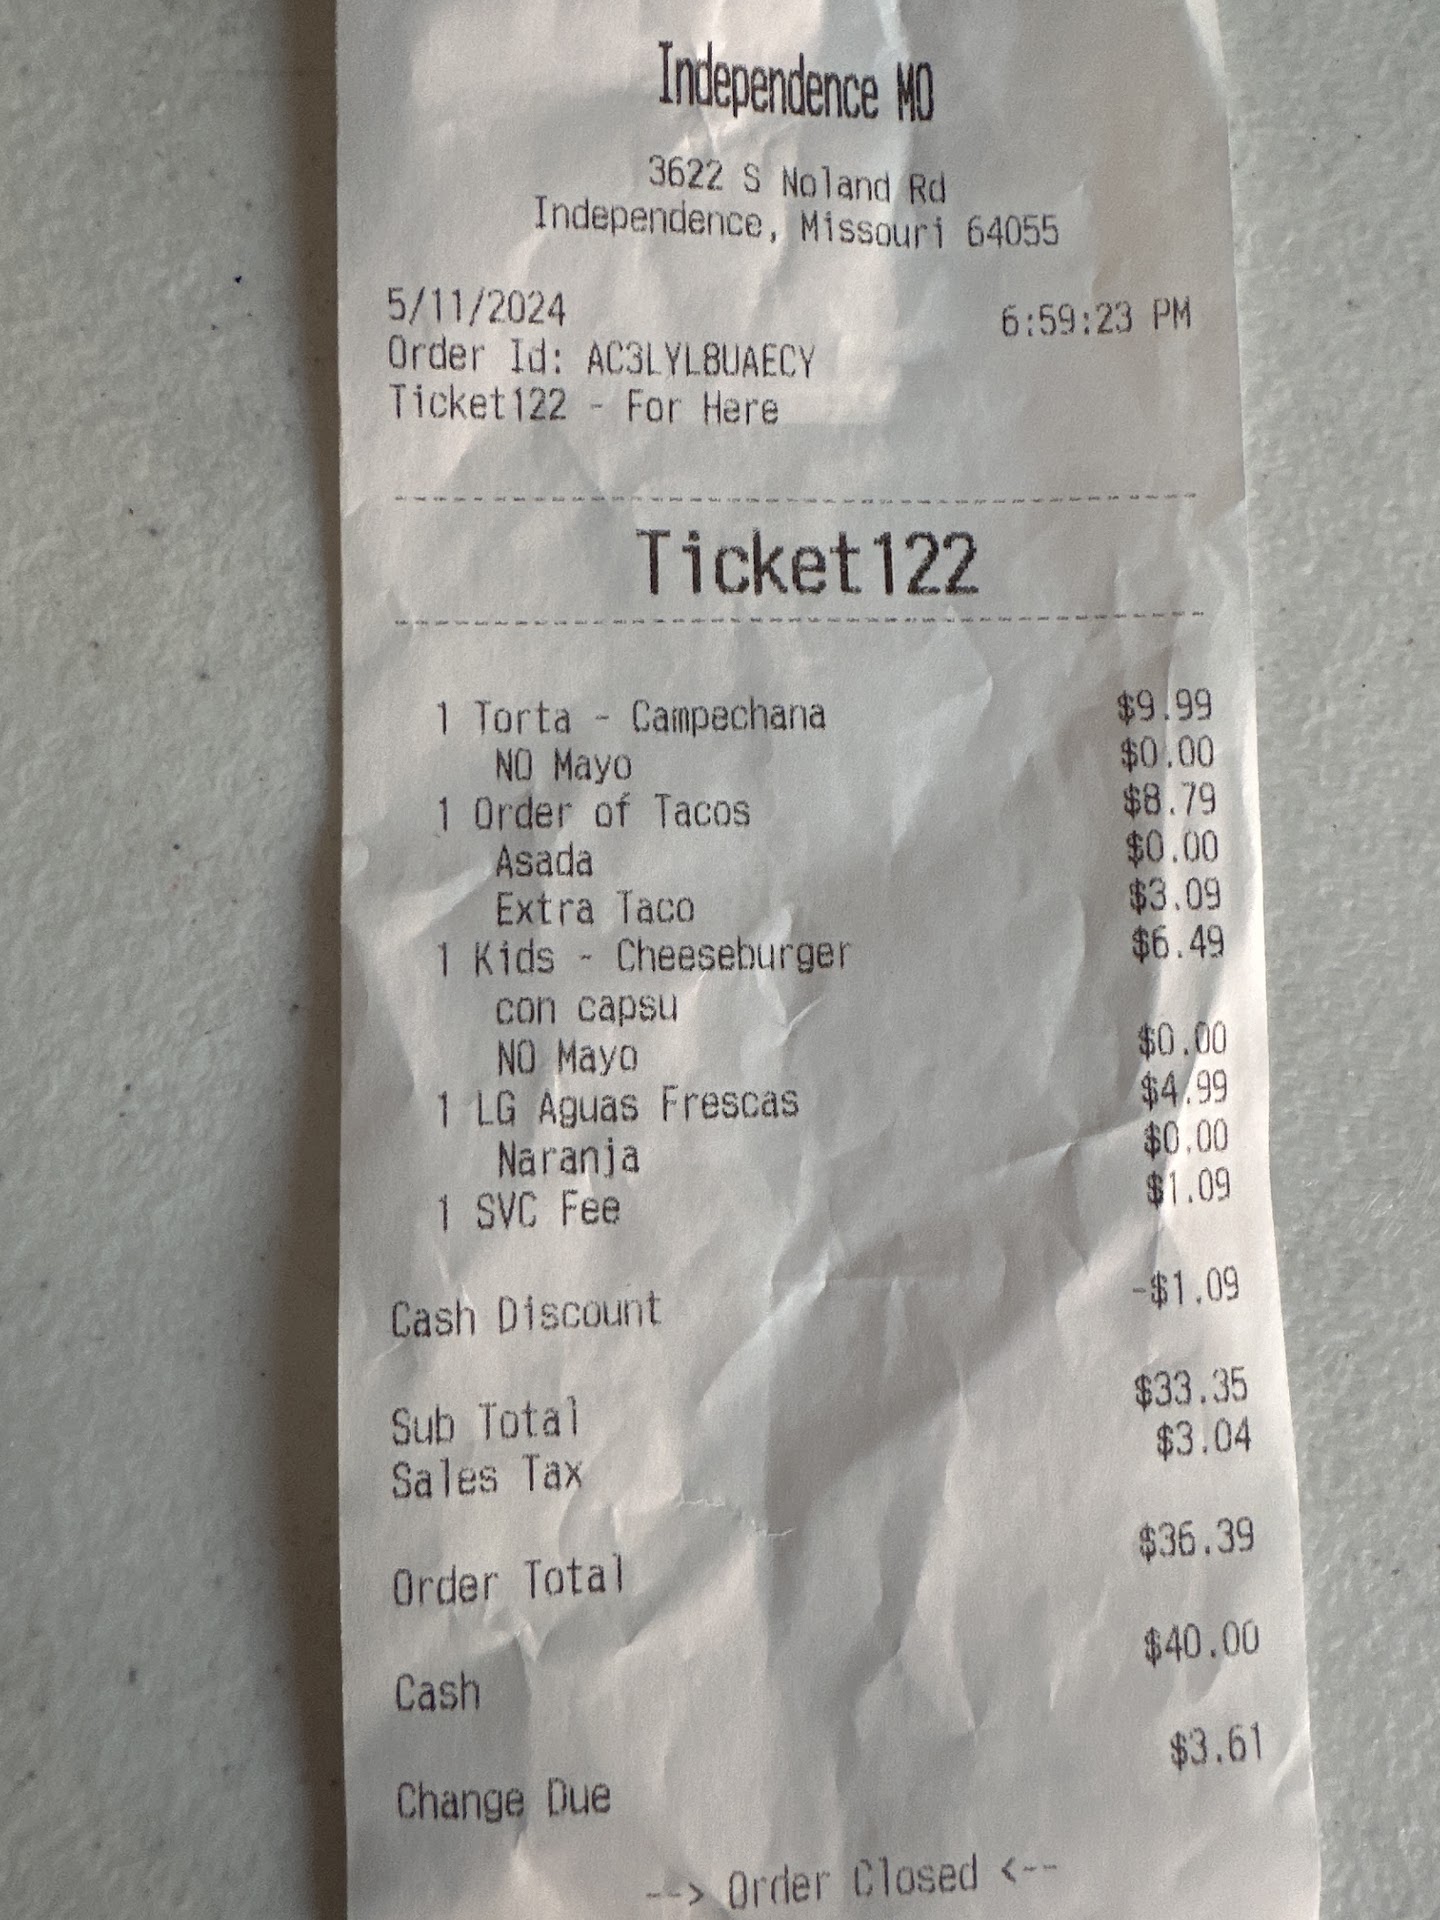 Independence MO
3622 S Noland Rd
Independence, Missouri 64055
5/11/2024 6:59:23 PM
Order Id: AC3LYL8UAECY
Ticket122 - For Here
Ticket122
1 Torta - Campechana $9.99
NO Mayo $0.00
1 Order of Tacos $8.79
Asada $0.00
Extra Taco $3.09
1 Kids - Cheeseburger $6.49
con capsu
NO Mayo $0.00
1 LG Aguas Frescas $4.99
Naranja $0.00
1 SVC Fee $1.09
Cash Discount -$1.09
Sub Total $33.35
Sales Tax $3.04
Order Total $36.39
Cash $40.00
Change Due $3.61
--> Order Closed <--